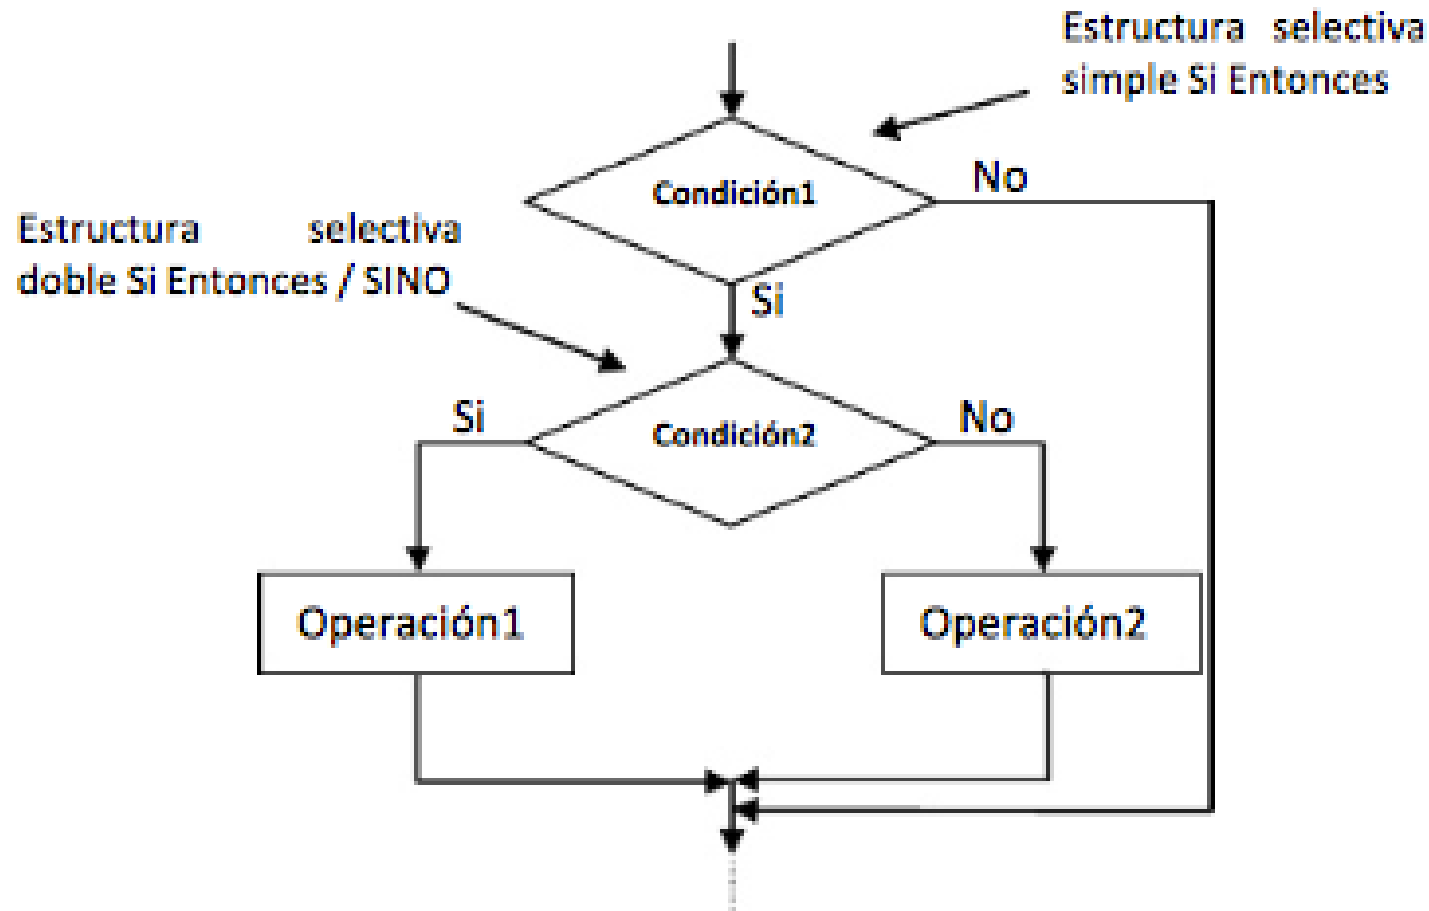 Estructura selectiva
simple Si Entonces
Condición1
No
Estructura selectiva
doble Si Entonces / SINO
Si
Si
Condición2
No
Operación1
Operación2